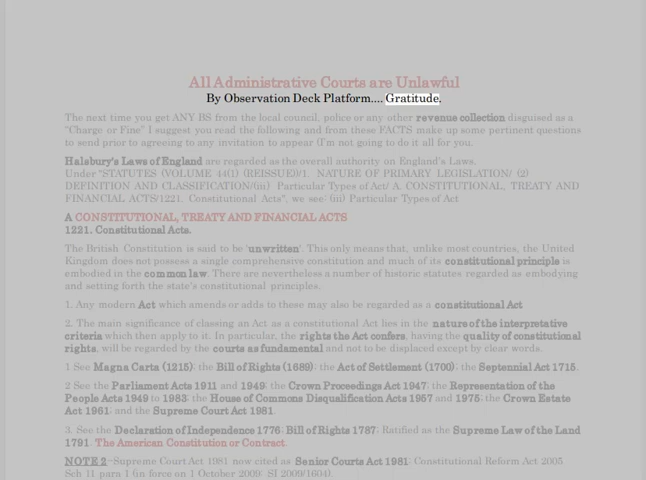 All Administrative Courts are Unlawful
By Observation Deck Platform.... Gratitude.
The next time you get ANY BS from the local council, police or any other revenue collection disguised as a
"Charge or Fine" I suggest you read the following and from these FACTS make up some pertinent questions
to send prior to agreeing to any invitation to appear (I'm not going to do it all for you.
Halsbury's Laws of England are regarded as the overall authority on England's Laws.
Under "STATUTES (VOLUME 44(1) (REISSUE))/1. NATURE OF PRIMARY LEGISLATION/ (2)
DEFINITION AND CLASSIFICATION/(iii) Particular Types of Act/ A. CONSTITUTIONAL, TREATY AND
FINANCIAL ACTS/1221. Constitutional Acts", we see' (iii) Particular Types of Act
A CONSTITUTIONAL, TREATY AND FINANCIAL ACTS
1221. Constitutional Acts.
The British Constitution is said to be 'unwritten'. This only means that, unlike most countries, the United
Kingdom does not possess a single comprehensive constitution and much of its constitutional principle is
embodied in the common law. There are nevertheless a number of historic statutes regarded as embodying
and setting forth the state's constitutional principles.
1. Any modern Act which amends or adds to these may also be regarded as a constitutional Act
2. The main significance of classing an Act as a constitutional Act lies in the nature of the interpretative
criteria which then apply to it. In particular, the rights the Act confers, having the quality of constitutional
rights, will be regarded by the courts as fundamental and not to be displaced except by clear words.
1 See Magna Carta (1215); the Bill of Rights (1689); the Act of Settlement (1700); the Septennial Act 1715.
2 See the Parliament Acts 1911 and 1949; the Crown Proceedings Act 1947; the Representation of the
People Acts 1949 to 1983; the House of Commons Disqualification Acts 1957 and 1975; the Crown Estate
Act 1961; and the Supreme Court Act 1981.
3. See the Declaration of Independence 1776; Bill of Rights 1787; Ratified as the Supreme Law of the Land
1791. The American Constitution or Contract.
NOTE 2–Supreme Court Act 1981 now cited as Senior Courts Act 1981: Constitutional Reform Act 2005
Sch 11 para 1 (in force on 1 October 2009: SI 2009/1604).